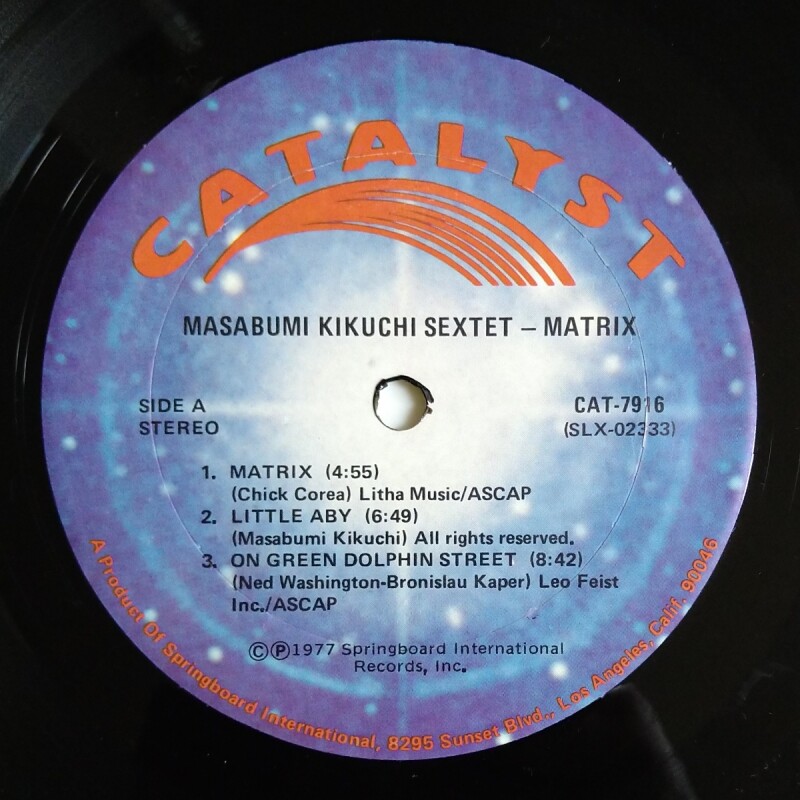 CATALYST
MASABUMI KIKUCHI SEXTET – MATRIX
SIDE A
STEREO
CAT-7916
(SLX-02333)
1. MATRIX (4:55)
(Chick Corea) Litha Music/ASCAP
2. LITTLE ABY (6:49)
(Masabumi Kikuchi) All rights reserved.
3. ON GREEN DOLPHIN STREET (8:42)
(Ned Washington-Bronislau Kaper) Leo Feist
Inc./ASCAP
©℗1977 Springboard International
Records, Inc.
A Product Of Springboard International, 8295 Sunset Blvd., Los Angeles, Calif. 90046